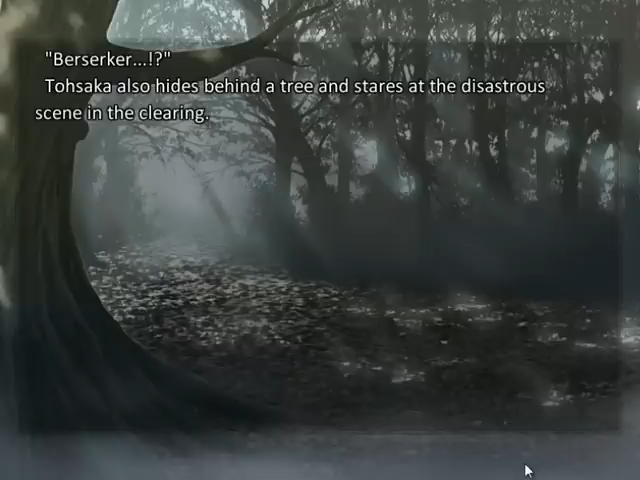 "Berserker...!?"
Tohsaka also hides behind a tree and stares at the disastrous
scene in the clearing.